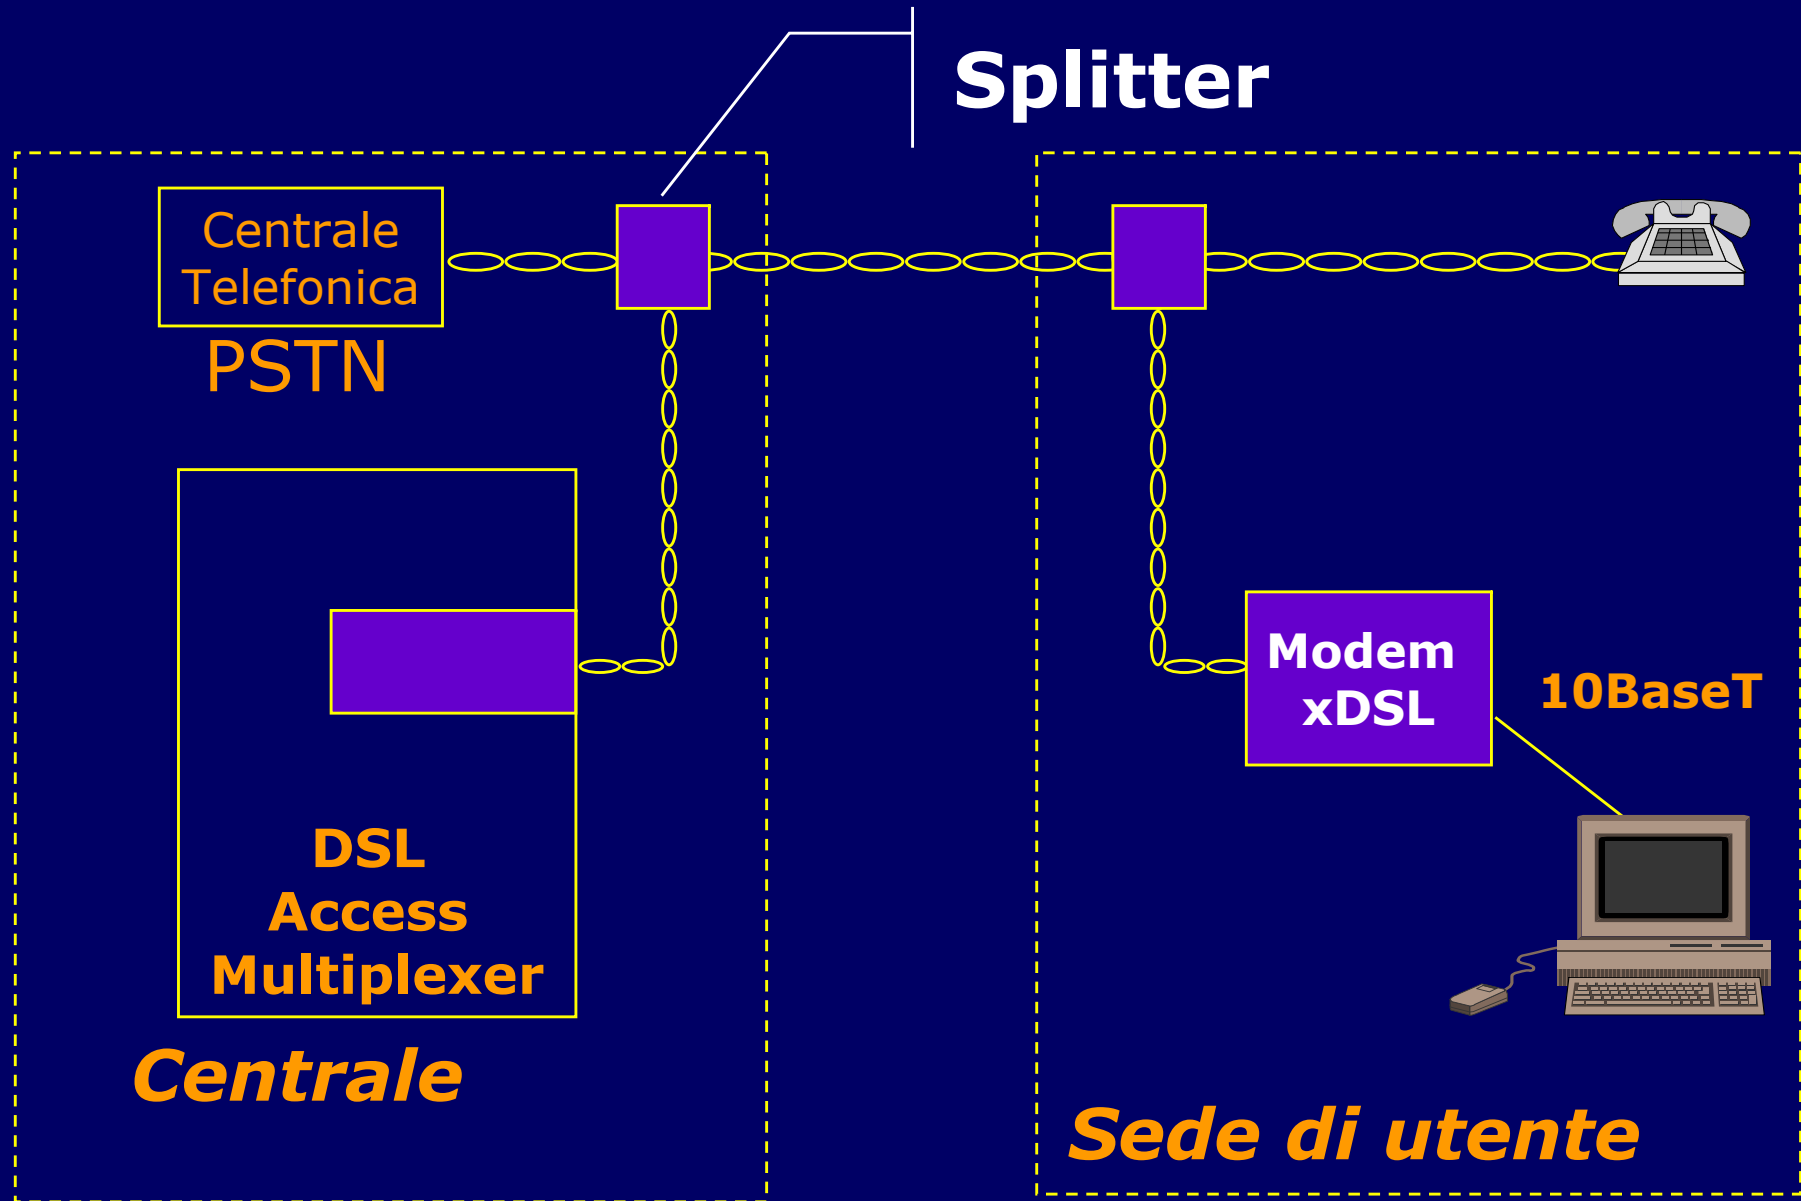 Splitter
Centrale
Telefonica
PSTN
Modem
xDSL
10BaseT
DSL
Access
Multiplexer
Centrale
Sede di utente